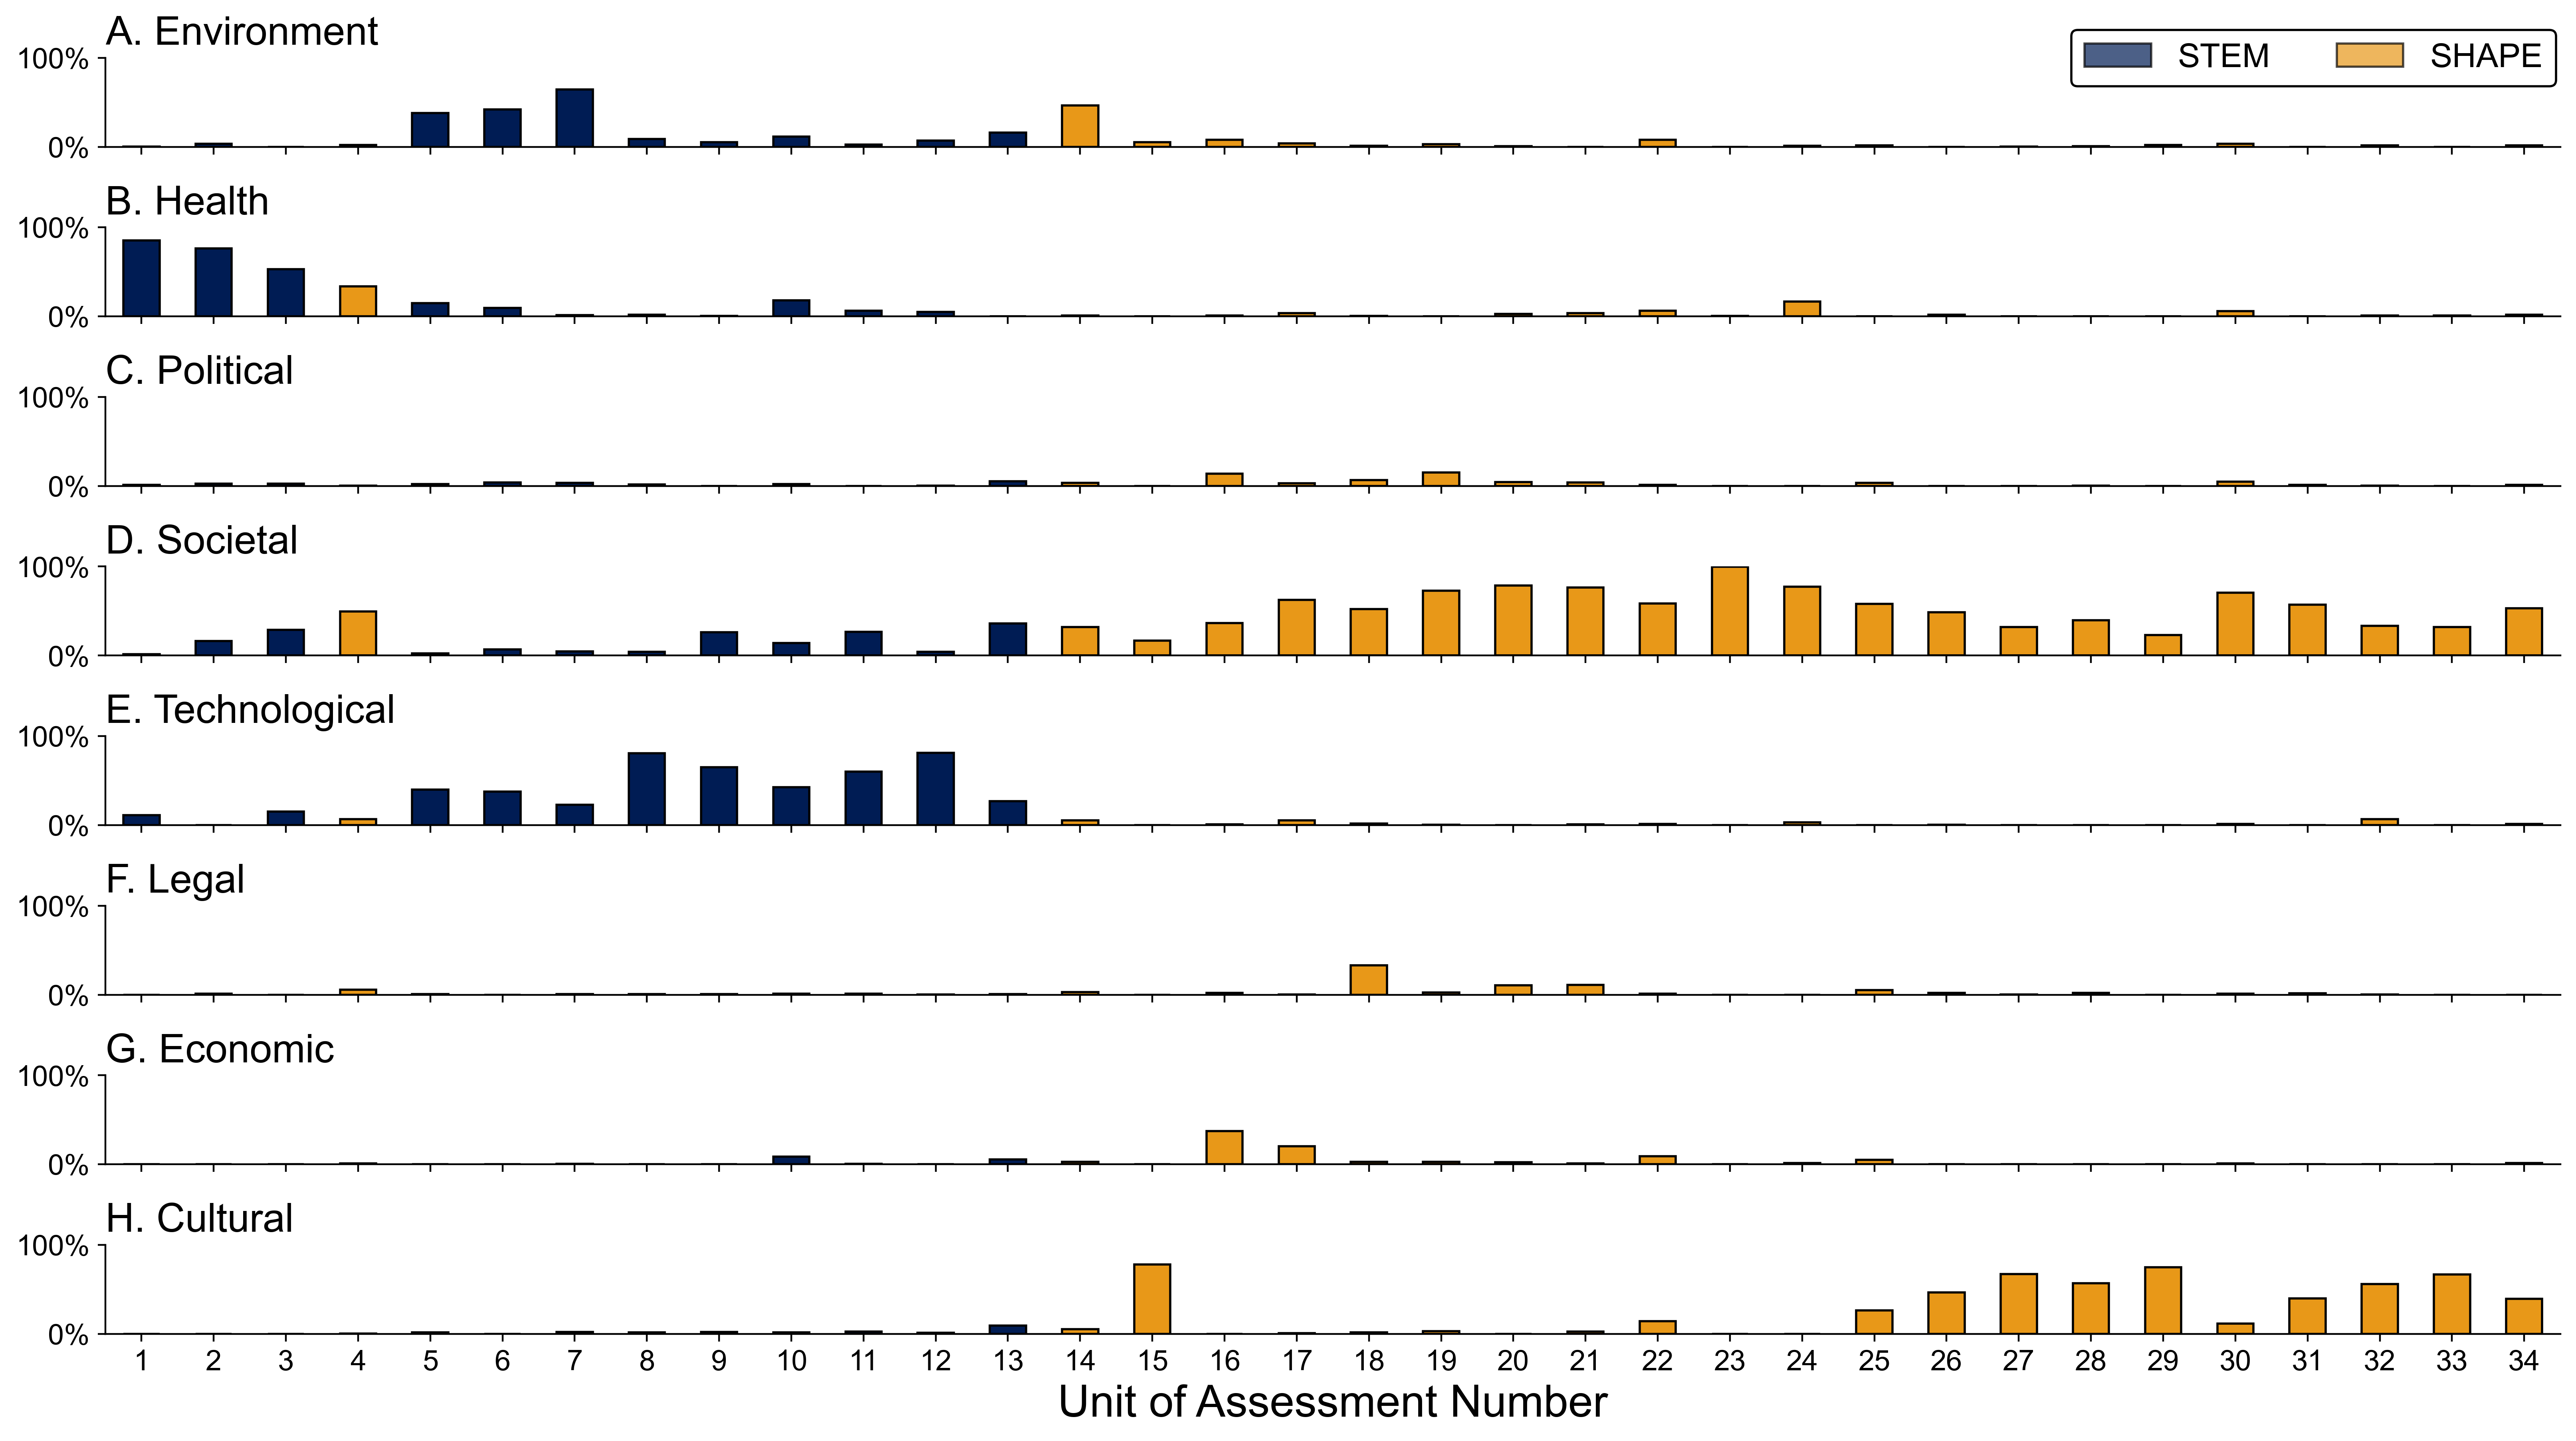 A. Environment
STEM SHAPE
100%
0%
B. Health
100%
0%
C. Political
100%
0%
D. Societal
100%
0%
E. Technological
100%
0%
F. Legal
100%
0%
G. Economic
100%
0%
H. Cultural
100%
0%
1 2 3 4 5 6 7 8 9 10 11 12 13 14 15 16 17 18 19 20 21 22 23 24 25 26 27 28 29 30 31 32 33 34
Unit of Assessment Number